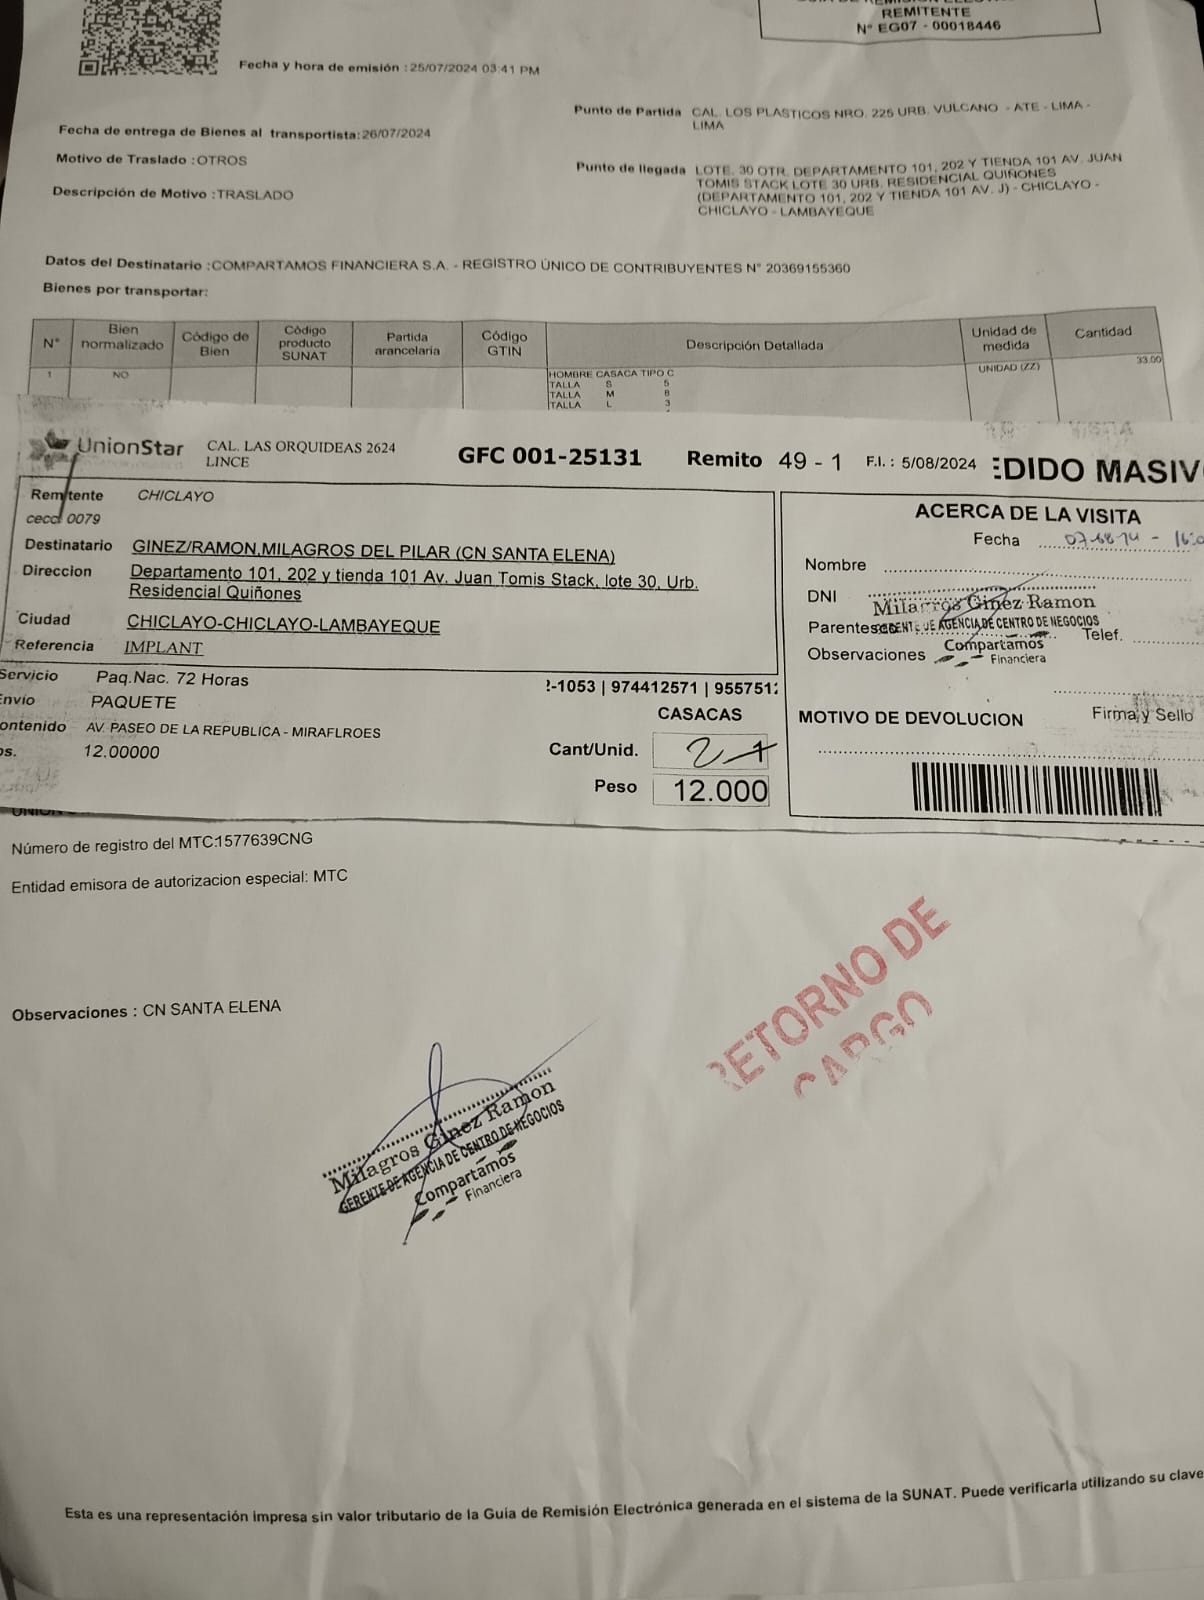 REMITENTE
N° EG07 - 00018446
Fecha y hora de emisión : 25/07/2024 03:41 PM
Punto de Partida CAL. LOS PLASTICOS NRO. 225 URB. VULCANO - ATE - LIMA -
LIMA
Fecha de entrega de Bienes al transportista: 26/07/2024
Motivo de Traslado : OTROS
Punto de llegada LOTE. 30 OTR. DEPARTAMENTO 101, 202 Y TIENDA 101 AV. JUAN
TOMIS STACK LOTE 30 URB. RESIDENCIAL QUIÑONES
(DEPARTAMENTO 101, 202 Y TIENDA 101 AV. J) - CHICLAYO -
CHICLAYO - LAMBAYEQUE
Descripción de Motivo : TRASLADO
Datos del Destinatario : COMPARTAMOS FINANCIERA S.A. - REGISTRO ÚNICO DE CONTRIBUYENTES N° 20369155360
Bienes por transportar:
N° Bien normalizado Código de Bien Código producto SUNAT Partida arancelaria Código GTIN Descripción Detallada Unidad de medida Cantidad
1 NO HOMBRE CASACA TIPO C UNIDAD (ZZ) 33.00
TALLA S 5
TALLA M 8
TALLA L 3
UnionStar CAL. LAS ORQUIDEAS 2624
LINCE
GFC 001-25131 Remito 49 - 1 F.I. : 5/08/2024 EDIDO MASIV
Remitente CHICLAYO
cecc: 0079
Destinatario GINEZ/RAMON,MILAGROS DEL PILAR (CN SANTA ELENA)
Direccion Departamento 101, 202 y tienda 101 Av. Juan Tomis Stack, lote 30, Urb.
Residencial Quiñones
Ciudad CHICLAYO-CHICLAYO-LAMBAYEQUE
Referencia IMPLANT
ACERCA DE LA VISITA
Fecha
Nombre
DNI
Milagros Ginez Ramon
Parentesco
GERENTE DE AGENCIA DE CENTRO DE NEGOCIOS
Compartamos
Financiera
Telef.
Observaciones
Servicio Paq.Nac. 72 Horas
Envio PAQUETE
ontenido AV. PASEO DE LA REPUBLICA - MIRAFLROES
os. 12.00000
2-1053 | 974412571 | 9557512
CASACAS
Cant/Unid.
Peso 12.000
MOTIVO DE DEVOLUCION
Firma y Sello
Número de registro del MTC:1577639CNG
Entidad emisora de autorizacion especial: MTC
RETORNO DE
CARGO
Observaciones : CN SANTA ELENA
Milagros Ginez Ramon
GERENTE DE AGENCIA DE CENTRO DE NEGOCIOS
Compartamos
Financiera
Esta es una representación impresa sin valor tributario de la Guía de Remisión Electrónica generada en el sistema de la SUNAT. Puede verificarla utilizando su clave